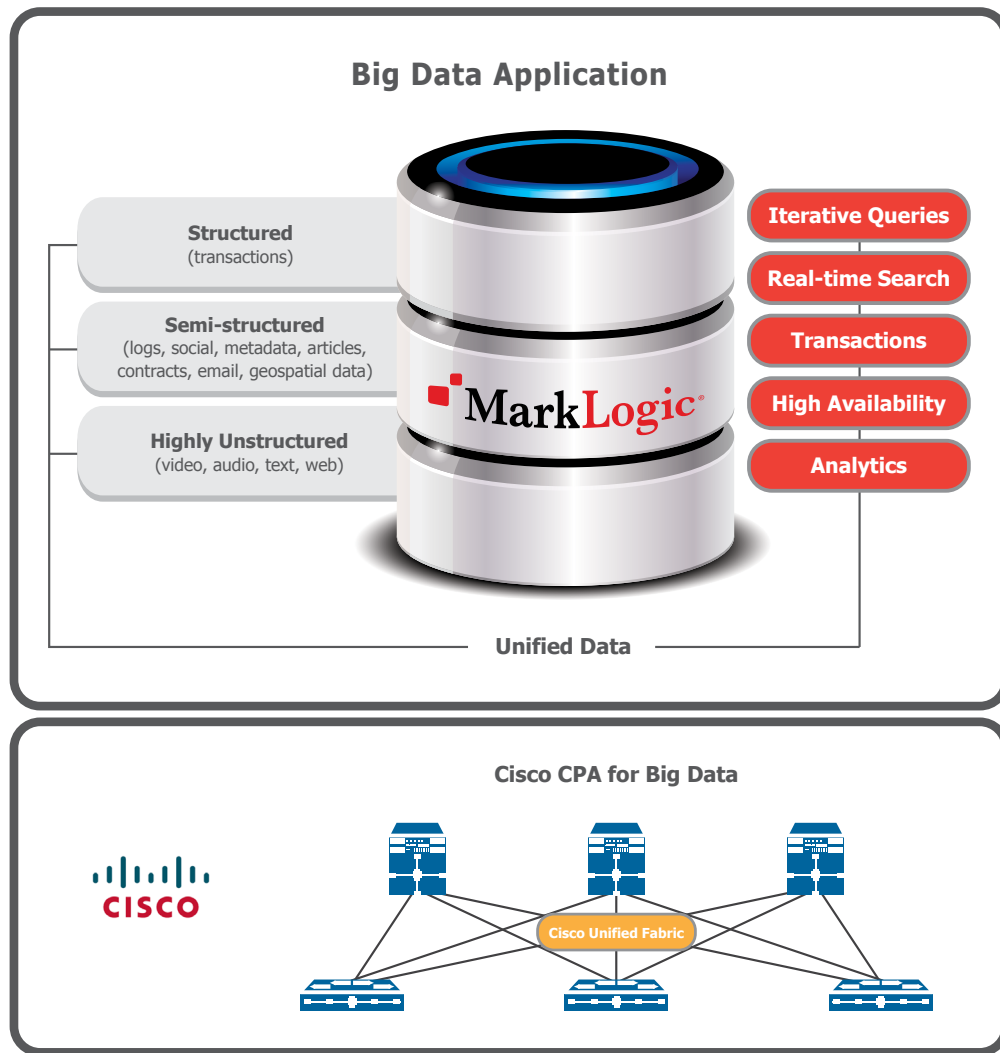 Big Data Application
Structured
(transactions)
Semi-structured
(logs, social, metadata, articles,
contracts, email, geospatial data)
Highly Unstructured
(video, audio, text, web)
MarkLogic®
Iterative Queries
Real-time Search
Transactions
High Availability
Analytics
Unified Data
Cisco CPA for Big Data
CISCO
Cisco Unified Fabric